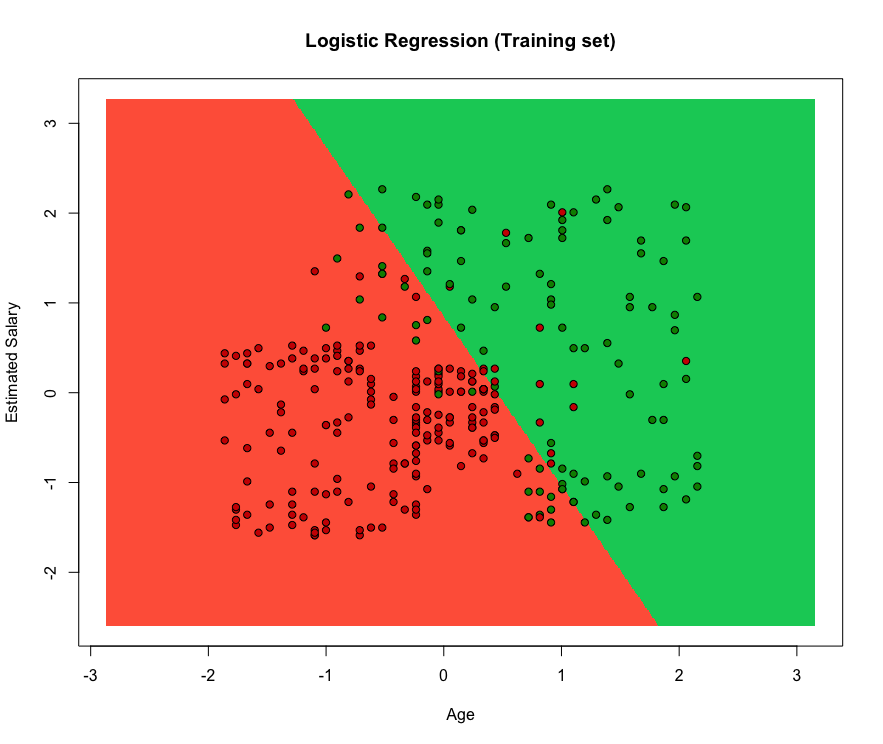 Logistic Regression (Training set)
Estimated Salary
3
2
1
0
-1
-2
-3 -2 -1 0 1 2 3
Age